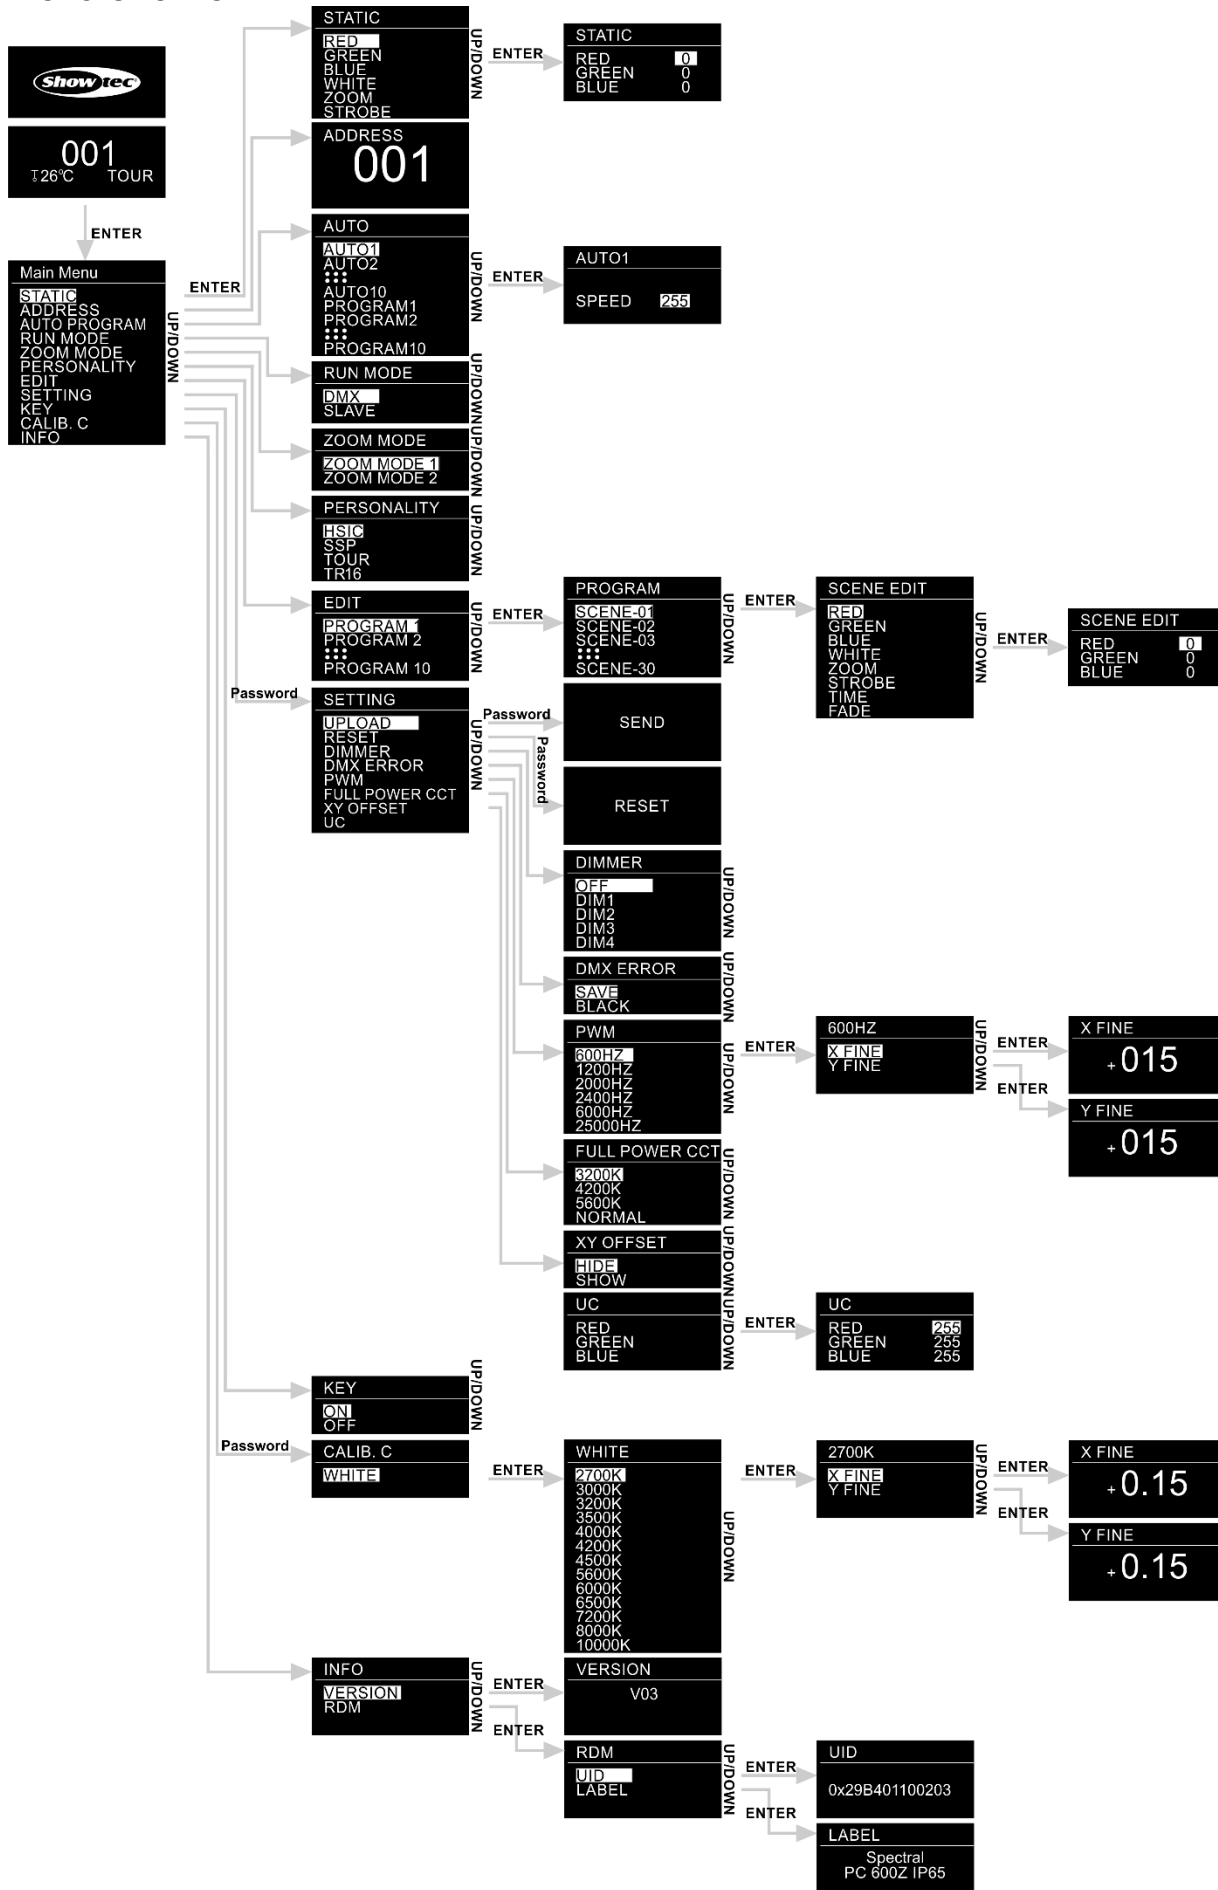 Showtec
001
26°C TOUR
ENTER
Main Menu
STATIC
ADDRESS
AUTO PROGRAM
RUN MODE
ZOOM MODE
PERSONALITY
EDIT
SETTING
KEY
CALIB. C
INFO
UP/DOWN
ENTER
STATIC
RED
GREEN
BLUE
WHITE
ZOOM
STROBE
UP/DOWN
ENTER
STATIC
RED 0
GREEN 0
BLUE 0
ADDRESS
001
AUTO
AUTO1
AUTO2
AUTO10
PROGRAM1
PROGRAM2
PROGRAM10
UP/DOWN
ENTER
AUTO1
SPEED 255
RUN MODE
DMX
SLAVE
UP/DOWN
ZOOM MODE
ZOOM MODE 1
ZOOM MODE 2
UP/DOWN
PERSONALITY
HSIC
SSP
TOUR
TR16
UP/DOWN
EDIT
PROGRAM 1
PROGRAM 2
PROGRAM 10
UP/DOWN
ENTER
PROGRAM
SCENE-01
SCENE-02
SCENE-03
SCENE-30
UP/DOWN
ENTER
SCENE EDIT
RED
GREEN
BLUE
WHITE
ZOOM
STROBE
TIME
FADE
UP/DOWN
ENTER
SCENE EDIT
RED 0
GREEN 0
BLUE 0
Password
SETTING
UPLOAD
RESET
DIMMER
DMX ERROR
PWM
FULL POWER CCT
XY OFFSET
UC
UP/DOWN
Password
SEND
Password
RESET
DIMMER
OFF
DIM1
DIM2
DIM3
DIM4
UP/DOWN
DMX ERROR
SAVE
BLACK
UP/DOWN
PWM
600HZ
1200HZ
2000HZ
2400HZ
6000HZ
25000HZ
UP/DOWN
ENTER
600HZ
X FINE
Y FINE
UP/DOWN
ENTER
X FINE
+015
ENTER
Y FINE
+015
FULL POWER CCT
3200K
4200K
5600K
NORMAL
UP/DOWN
XY OFFSET
HIDE
SHOW
UP/DOWN
UC
RED
GREEN
BLUE
UP/DOWN
ENTER
UC
RED 255
GREEN 255
BLUE 255
KEY
ON
OFF
UP/DOWN
Password
CALIB. C
WHITE
ENTER
WHITE
2700K
3000K
3200K
3500K
4000K
4200K
4500K
5600K
6000K
6500K
7200K
8000K
10000K
UP/DOWN
ENTER
2700K
X FINE
Y FINE
UP/DOWN
ENTER
X FINE
+0.15
ENTER
Y FINE
+0.15
INFO
VERSION
RDM
UP/DOWN
ENTER
VERSION
V03
ENTER
RDM
UID
LABEL
UP/DOWN
ENTER
UID
0x29B401100203
ENTER
LABEL
Spectral
PC 600Z IP65